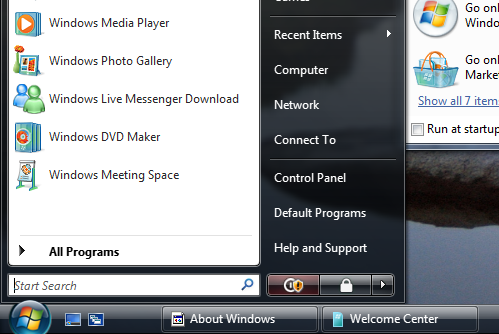 Windows Media Player
Windows Photo Gallery
Windows Live Messenger Download
Windows DVD Maker
Windows Meeting Space
All Programs
Start Search
Recent Items
Computer
Network
Connect To
Control Panel
Default Programs
Help and Support
Go onl
Windo
Go onl
Market
Show all 7 items
Run at startup
About Windows
Welcome Center